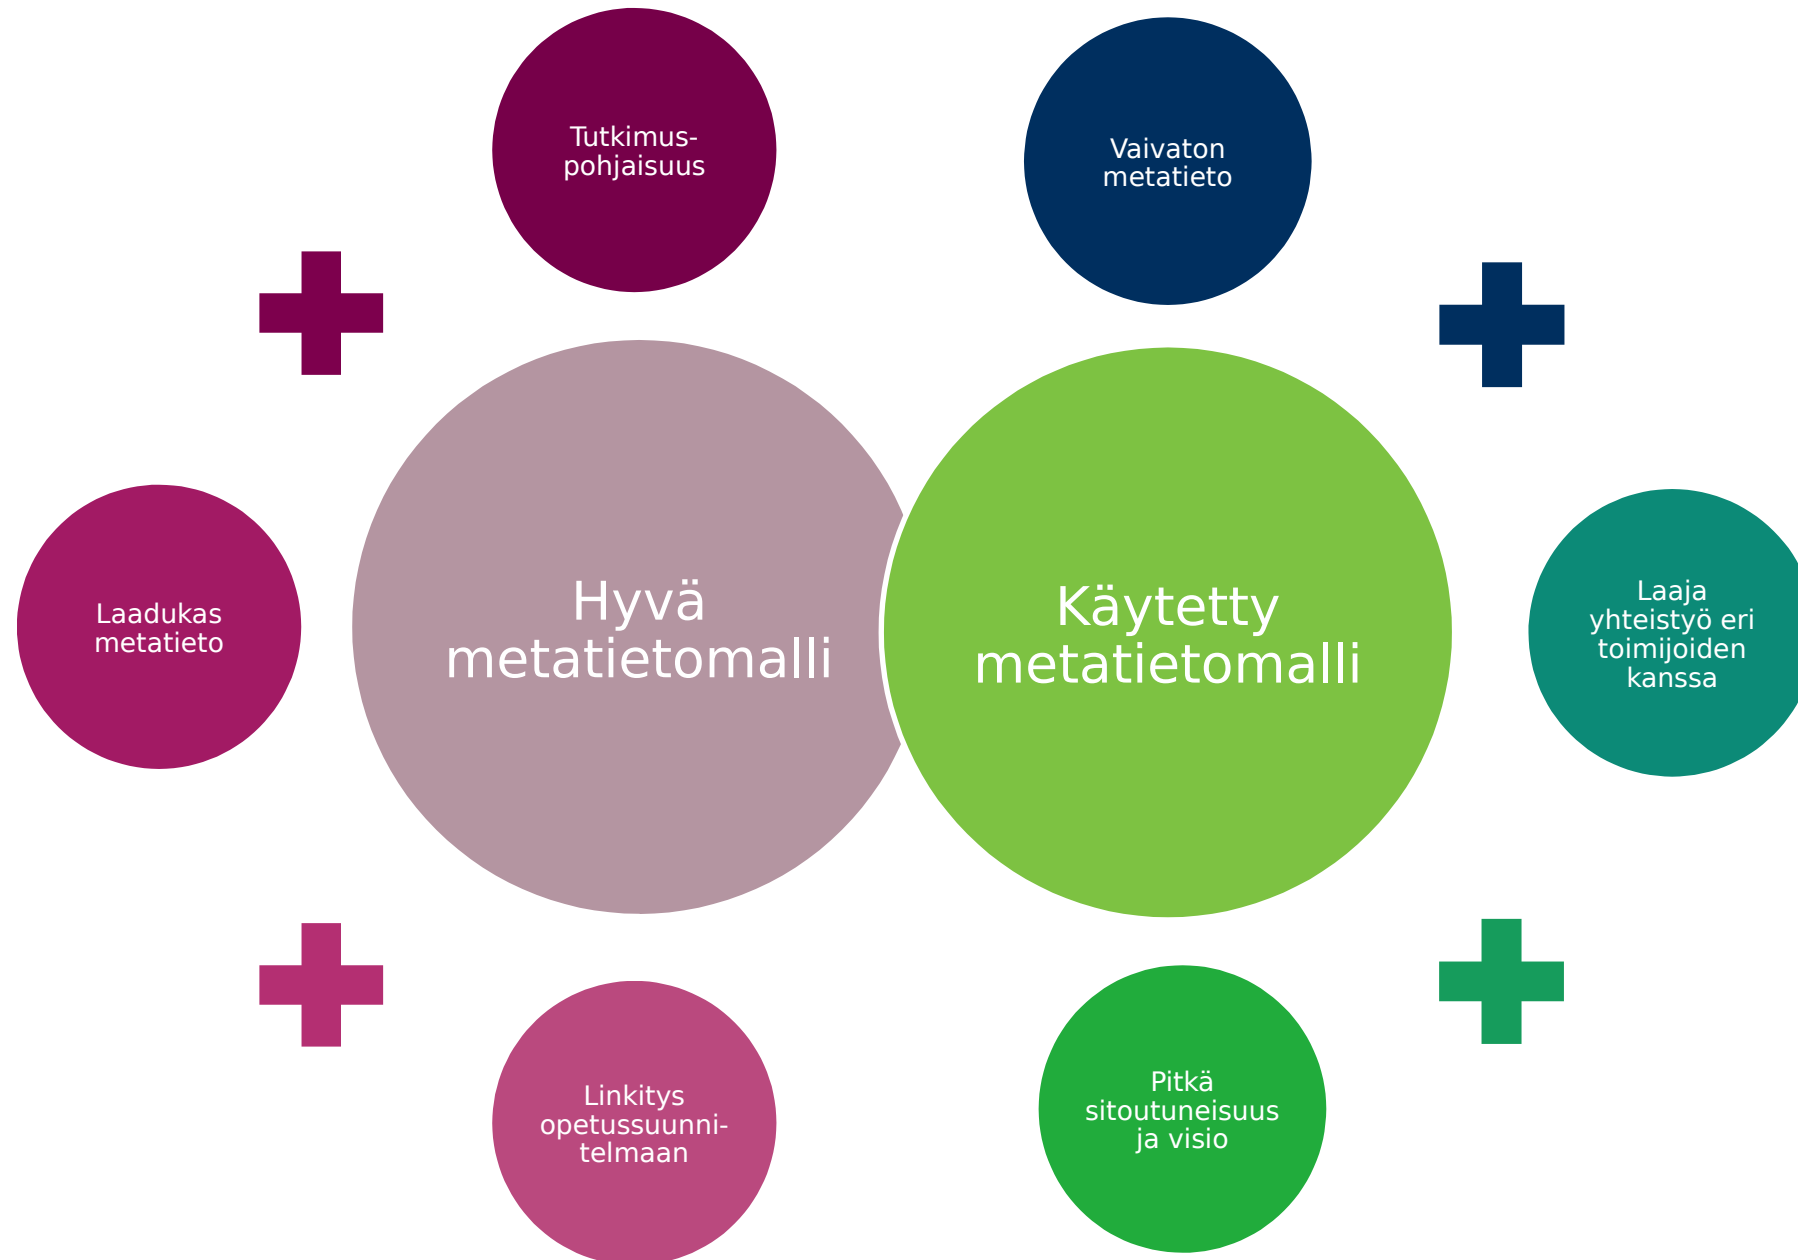 Tutkimus-
pohjaisuus
Vaivaton
metatieto
Laadukas
metatieto
Hyvä
metatietomalli
Käytetty
metatietomalli
Laaja
yhteistyö eri
toimijoiden
kanssa
Linkitys
opetussuunni-
telmaan
Pitkä
sitoutuneisuus
ja visio